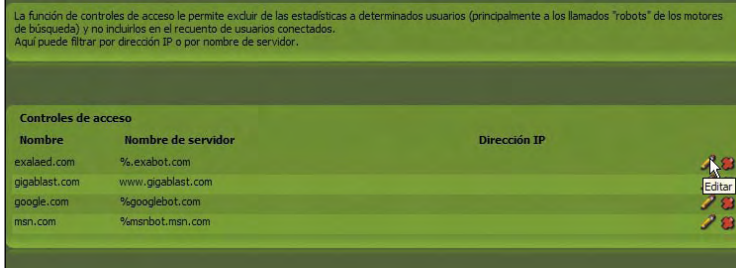 La función de controles de acceso le permite excluir de las estadísticas a determinados usuarios (principalmente a los llamados "robots" de los motores
de búsqueda) y no incluirlos en el recuento de usuarios conectados.
Aquí puede filtrar por dirección IP o por nombre de servidor.
Controles de acceso
Nombre Nombre de servidor Dirección IP
exalaed.com %.exabot.com
gigablast.com www.gigablast.com
Editar
google.com %googlebot.com
msn.com %msnbot.msn.com